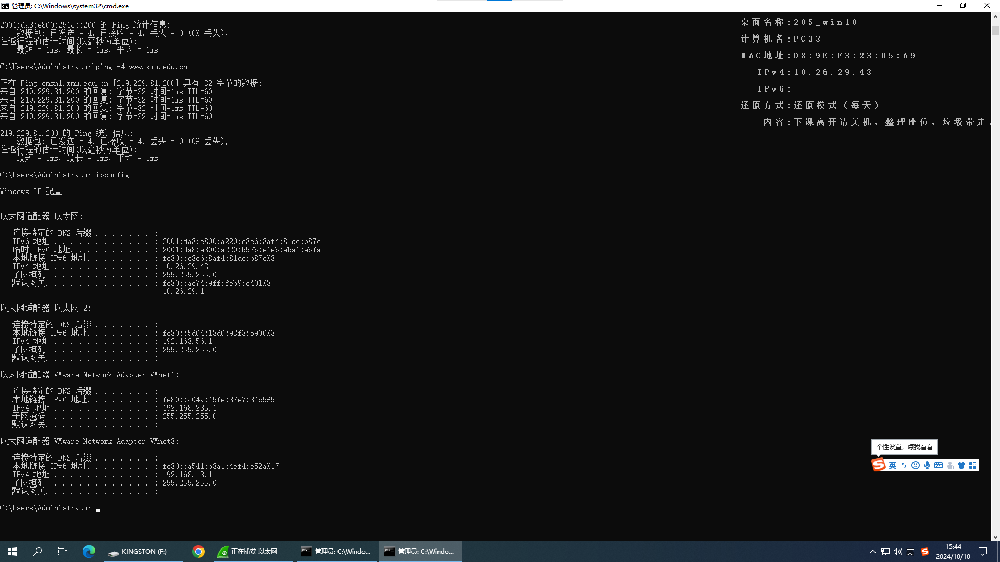 管理员: C:\Windows\system32\cmd.exe
2001:da8:e800:251c::200 的 Ping 统计信息:
    数据包: 已发送 = 4，已接收 = 4，丢失 = 0 (0% 丢失)，
往返行程的估计时间(以毫秒为单位):
    最短 = 1ms，最长 = 1ms，平均 = 1ms
C:\Users\Administrator>ping -4 www.xmu.edu.cn
正在 Ping cmsn1.xmu.edu.cn [219.229.81.200] 具有 32 字节的数据:
来自 219.229.81.200 的回复: 字节=32 时间=1ms TTL=60
来自 219.229.81.200 的回复: 字节=32 时间=1ms TTL=60
来自 219.229.81.200 的回复: 字节=32 时间=1ms TTL=60
来自 219.229.81.200 的回复: 字节=32 时间=1ms TTL=60
219.229.81.200 的 Ping 统计信息:
    数据包: 已发送 = 4，已接收 = 4，丢失 = 0 (0% 丢失)，
往返行程的估计时间(以毫秒为单位):
    最短 = 1ms，最长 = 1ms，平均 = 1ms
C:\Users\Administrator>ipconfig
Windows IP 配置
以太网适配器 以太网:
   连接特定的 DNS 后缀 . . . . . . . :
   IPv6 地址 . . . . . . . . . . . . : 2001:da8:e800:a220:e8e6:8af4:81dc:b87c
   临时 IPv6 地址. . . . . . . . . . : 2001:da8:e800:a220:b57b:e1eb:eba1:ebfa
   本地链接 IPv6 地址. . . . . . . . : fe80::e8e6:8af4:81dc:b87c%8
   IPv4 地址 . . . . . . . . . . . . : 10.26.29.43
   子网掩码  . . . . . . . . . . . . : 255.255.255.0
   默认网关. . . . . . . . . . . . . : fe80::ae74:9ff:feb9:c401%8
                                       10.26.29.1
以太网适配器 以太网 2:
   连接特定的 DNS 后缀 . . . . . . . :
   本地链接 IPv6 地址. . . . . . . . : fe80::5d04:18d0:93f3:5900%3
   IPv4 地址 . . . . . . . . . . . . : 192.168.56.1
   子网掩码  . . . . . . . . . . . . : 255.255.255.0
   默认网关. . . . . . . . . . . . . :
以太网适配器 VMware Network Adapter VMnet1:
   连接特定的 DNS 后缀 . . . . . . . :
   本地链接 IPv6 地址. . . . . . . . : fe80::c04a:f5fe:87e7:8fc5%5
   IPv4 地址 . . . . . . . . . . . . : 192.168.235.1
   子网掩码  . . . . . . . . . . . . : 255.255.255.0
   默认网关. . . . . . . . . . . . . :
以太网适配器 VMware Network Adapter VMnet8:
   连接特定的 DNS 后缀 . . . . . . . :
   本地链接 IPv6 地址. . . . . . . . : fe80::a541:b3a1:4ef4:e52a%17
   IPv4 地址 . . . . . . . . . . . . : 192.168.18.1
   子网掩码  . . . . . . . . . . . . : 255.255.255.0
   默认网关. . . . . . . . . . . . . :
C:\Users\Administrator>
桌面名称:205_win10
计算机名:PC33
MAC地址:D8:9E:F3:23:D5:A9
IPv4:10.26.29.43
IPv6:
还原方式:还原模式（每天）
内容:下课离开请关机，整理座位，垃圾带走。
个性设置，点我看看
英
KINGSTON (F:)
正在捕获 以太网
管理员: C:\Windo...
管理员: C:\Windo...
英
15:44
2024/10/10